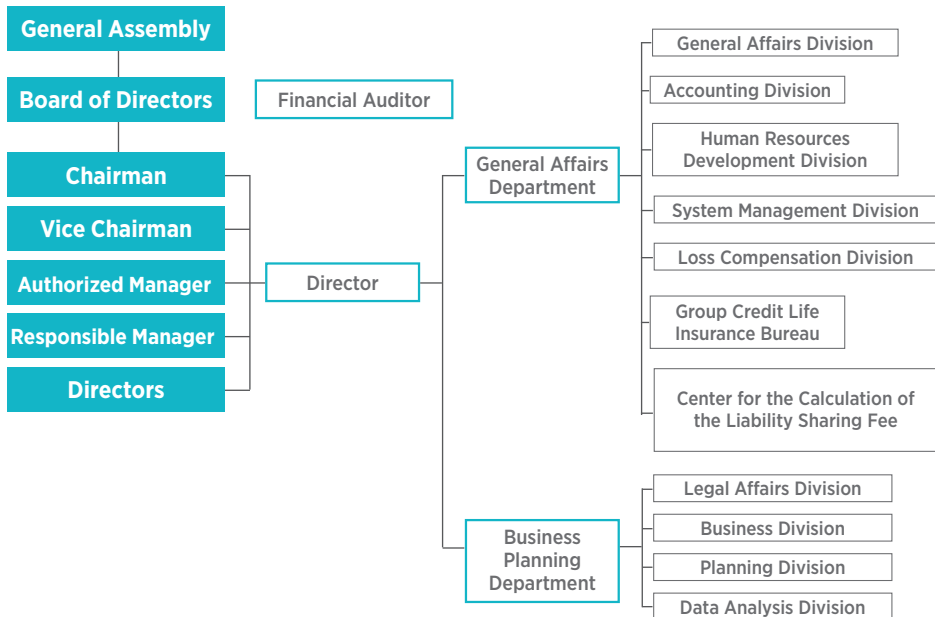 General Assembly
Board of Directors
Financial Auditor
Chairman
Vice Chairman
Authorized Manager
Responsible Manager
Directors
Director
General Affairs
Department
General Affairs Division
Accounting Division
Human Resources
Development Division
System Management Division
Loss Compensation Division
Group Credit Life
Insurance Bureau
Center for the Calculation of
the Liability Sharing Fee
Business
Planning
Department
Legal Affairs Division
Business Division
Planning Division
Data Analysis Division